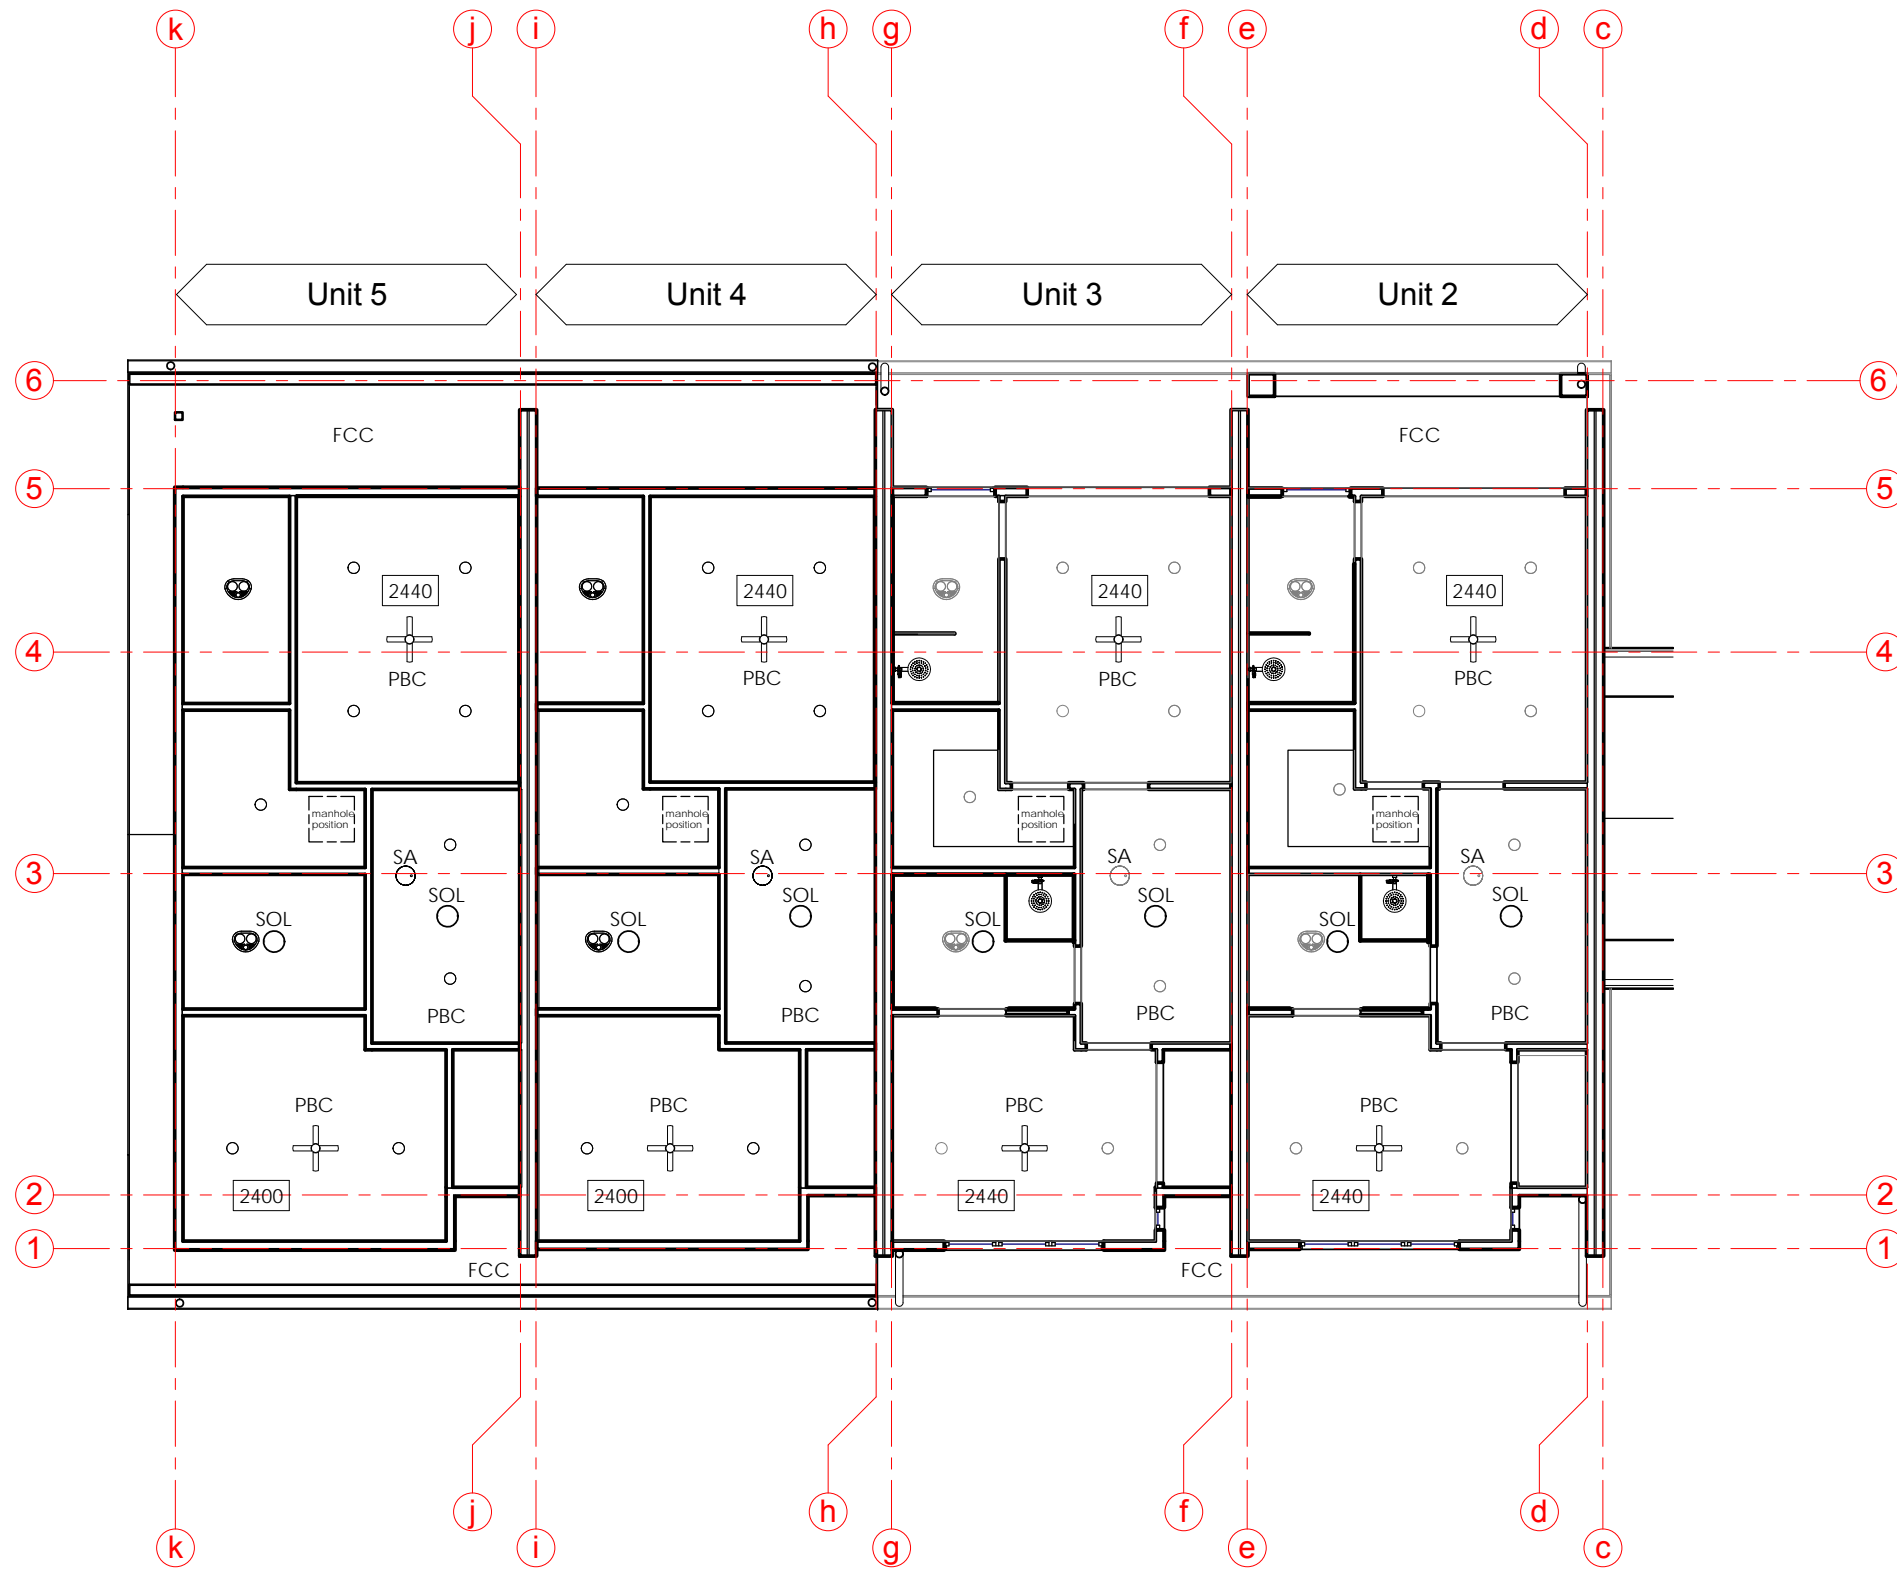 k j i h g f e d c
Unit 5 Unit 4 Unit 3 Unit 2
6 6
FCC FCC
5 5
2440 2440 2440 2440
4 4
PBC PBC PBC PBC
manhole manhole manhole manhole
position position position position
SA SA SA SA
3 3
SOL SOL SOL SOL
SOL SOL SOL SOL
PBC PBC PBC PBC
PBC PBC PBC PBC
2 2400 2400 2440 2440 2
1 1
FCC FCC
j h f d
k i g e c